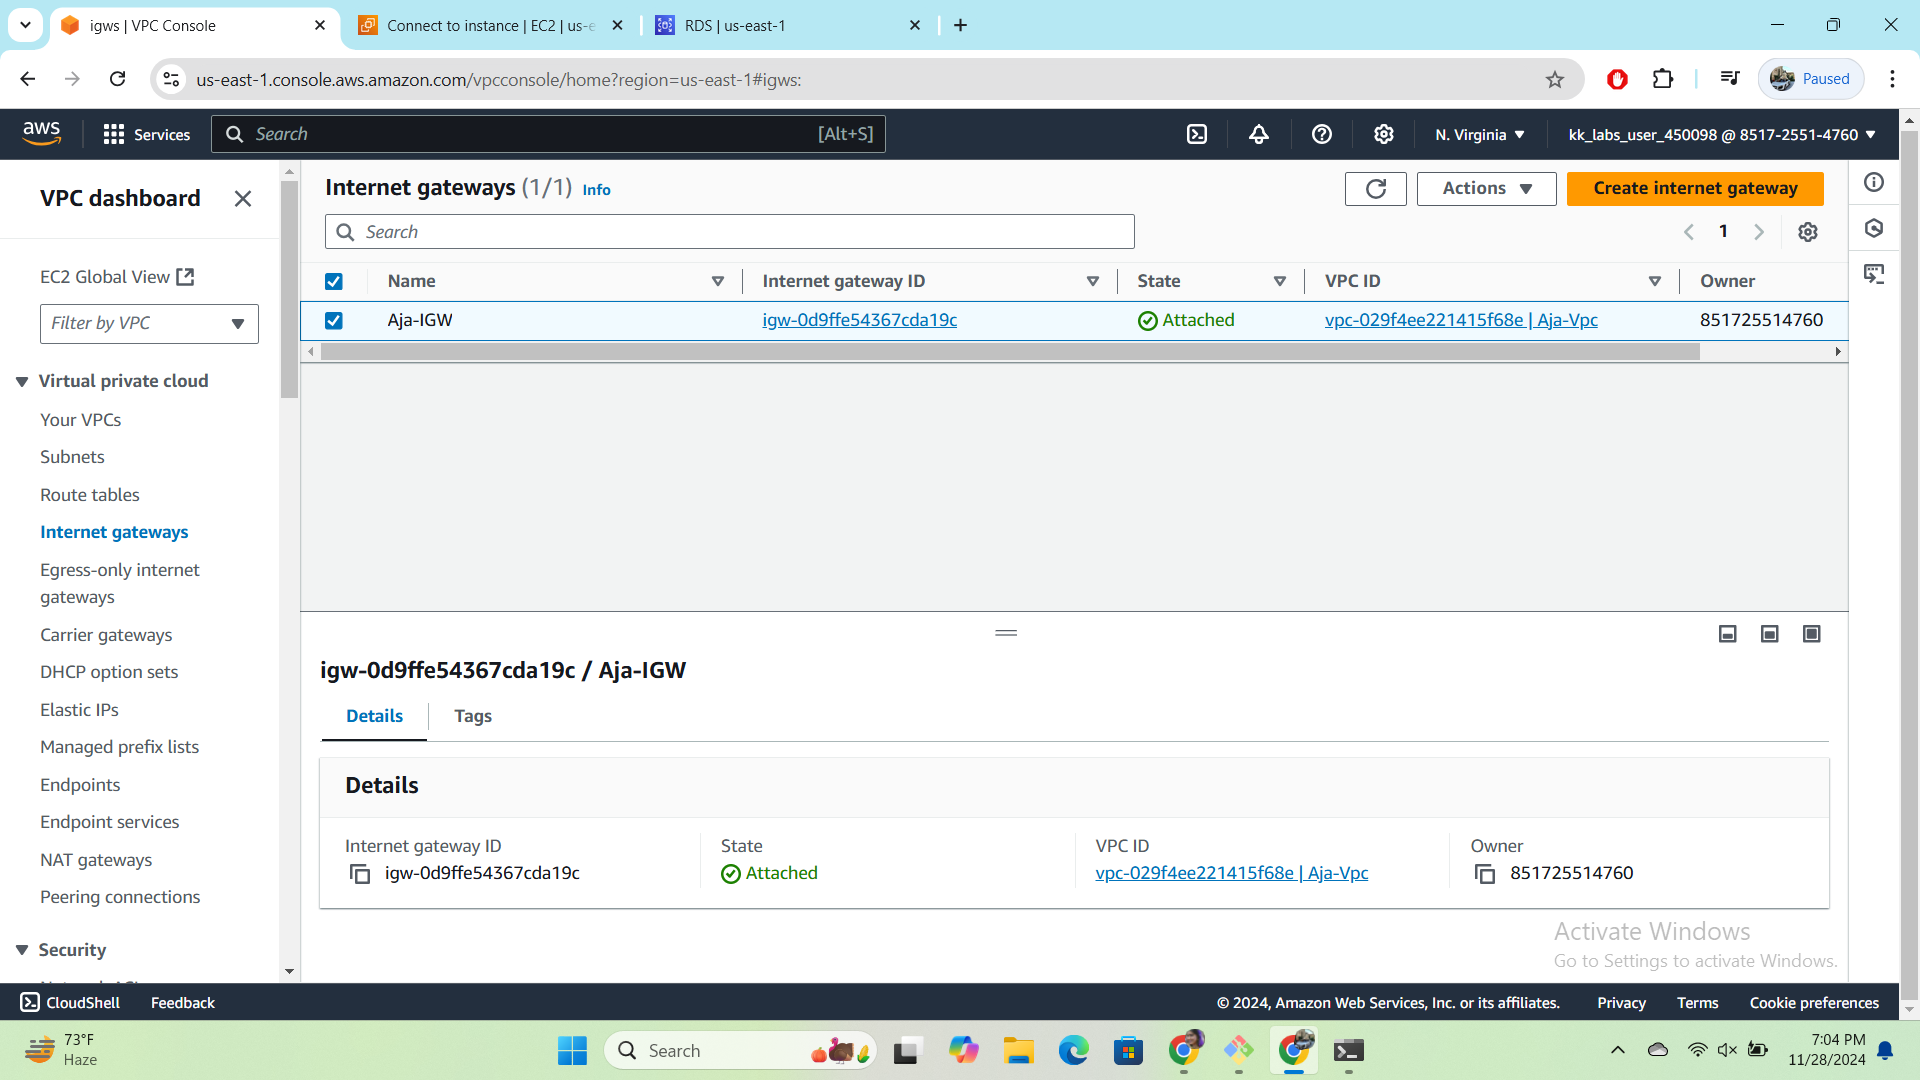 igws | VPC Console
Connect to instance | EC2 | us-e
RDS | us-east-1
us-east-1.console.aws.amazon.com/vpcconsole/home?region=us-east-1#igws:
Paused
aws
Services
Search
[Alt+S]
N. Virginia
kk_labs_user_450098 @ 8517-2551-4760
VPC dashboard
EC2 Global View
Filter by VPC
Virtual private cloud
Your VPCs
Subnets
Route tables
Internet gateways
Egress-only internet
gateways
Carrier gateways
DHCP option sets
Elastic IPs
Managed prefix lists
Endpoints
Endpoint services
NAT gateways
Peering connections
Security
Internet gateways (1/1) Info
Actions
Create internet gateway
Search
1
Name
Internet gateway ID
State
VPC ID
Owner
Aja-IGW
igw-0d9ffe54367cda19c
Attached
vpc-029f4ee221415f68e | Aja-Vpc
851725514760
igw-0d9ffe54367cda19c / Aja-IGW
Details
Tags
Details
Internet gateway ID
igw-0d9ffe54367cda19c
State
Attached
VPC ID
vpc-029f4ee221415f68e | Aja-Vpc
Owner
851725514760
Activate Windows
Go to Settings to activate Windows.
CloudShell
Feedback
© 2024, Amazon Web Services, Inc. or its affiliates.
Privacy
Terms
Cookie preferences
73°F
Haze
Search
7:04 PM
11/28/2024